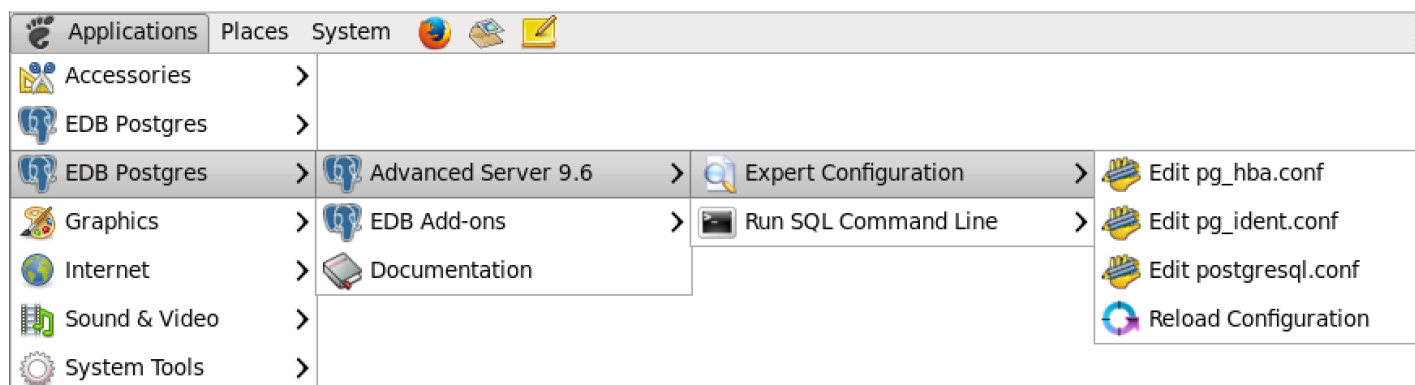 Applications Places System
Accessories
EDB Postgres
EDB Postgres Advanced Server 9.6 Expert Configuration Edit pg_hba.conf
Graphics EDB Add-ons Run SQL Command Line Edit pg_ident.conf
Internet Documentation Edit postgresql.conf
Sound & Video Reload Configuration
System Tools